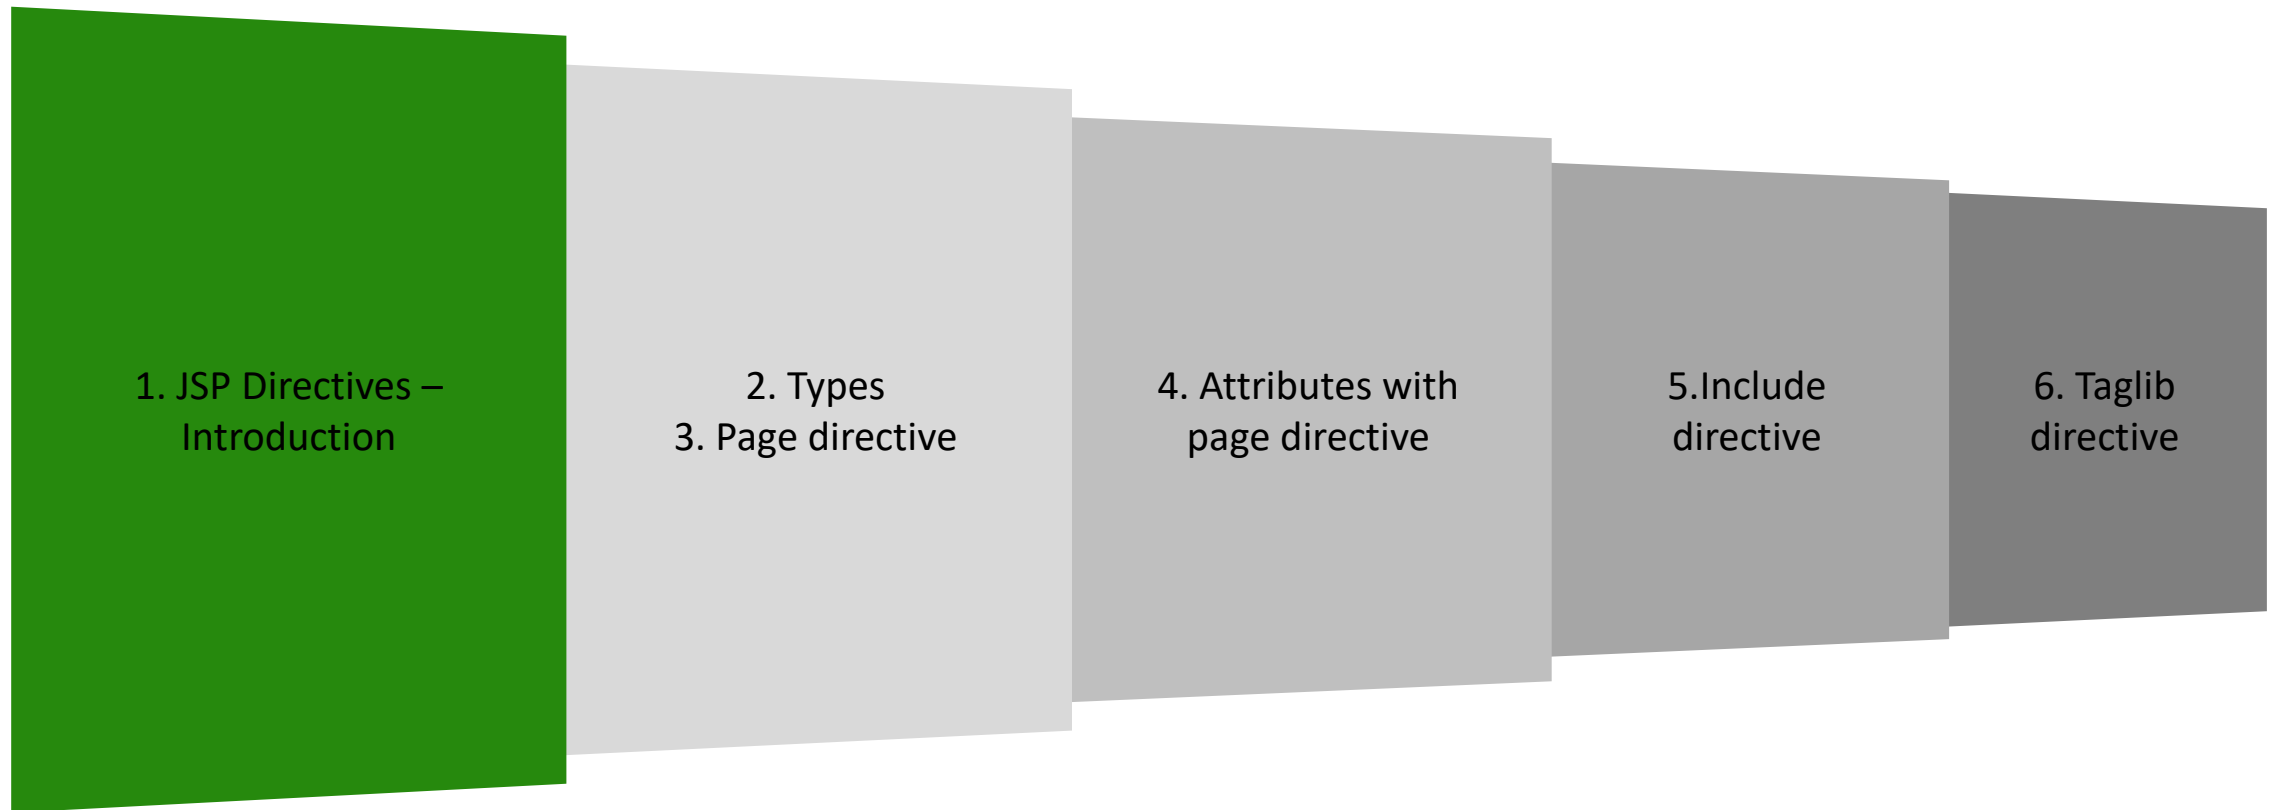 1. JSP Directives –
Introduction
2. Types
3. Page directive
4. Attributes with
page directive
5.Include
directive
6. Taglib
directive